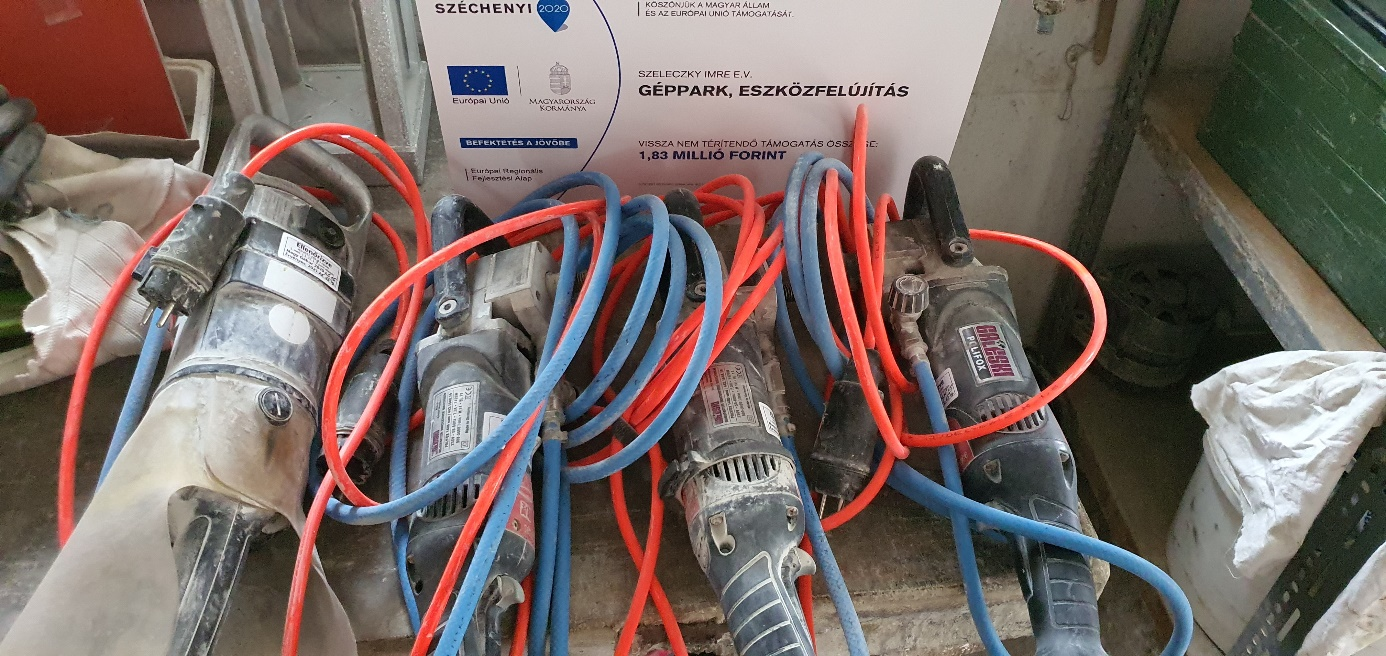 SZÉCHENYI 2020
KÖSZÖNJÜK A MAGYAR ÁLLAM
ÉS AZ EURÓPAI UNIÓ TÁMOGATÁSÁT.
Európai Unió
Magyarország
Kormánya
SZELECZKY IMRE E.V.
GÉPPARK, ESZKÖZFELÚJÍTÁS
BEFEKTETÉS A JÖVŐBE
Európai Regionális
Fejlesztési Alap
VISSZA NEM TÉRÍTENDŐ TÁMOGATÁS
1,83 MILLIÓ FORINT
Ellenőrizve